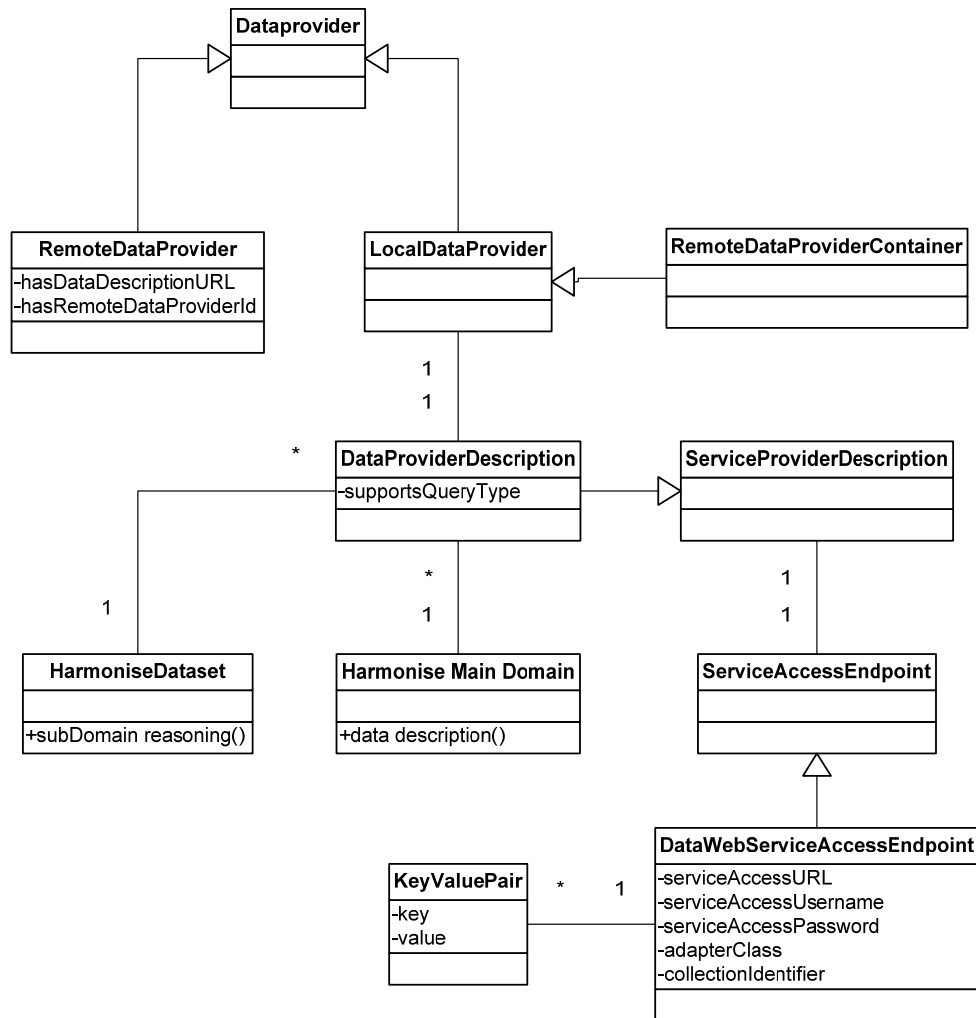 Dataprovider
RemoteDataProvider
-hasDataDescriptionURL
-hasRemoteDataProviderId
LocalDataProvider
RemoteDataProviderContainer
1
1
*
DataProviderDescription
-supportsQueryType
ServiceProviderDescription
1
*
1
1
1
HarmoniseDataset
+subDomain reasoning()
Harmonise Main Domain
+data description()
ServiceAccessEndpoint
KeyValuePair
-key
-value
*
1
DataWebServiceAccessEndpoint
-serviceAccessURL
-serviceAccessUsername
-serviceAccessPassword
-adapterClass
-collectionIdentifier